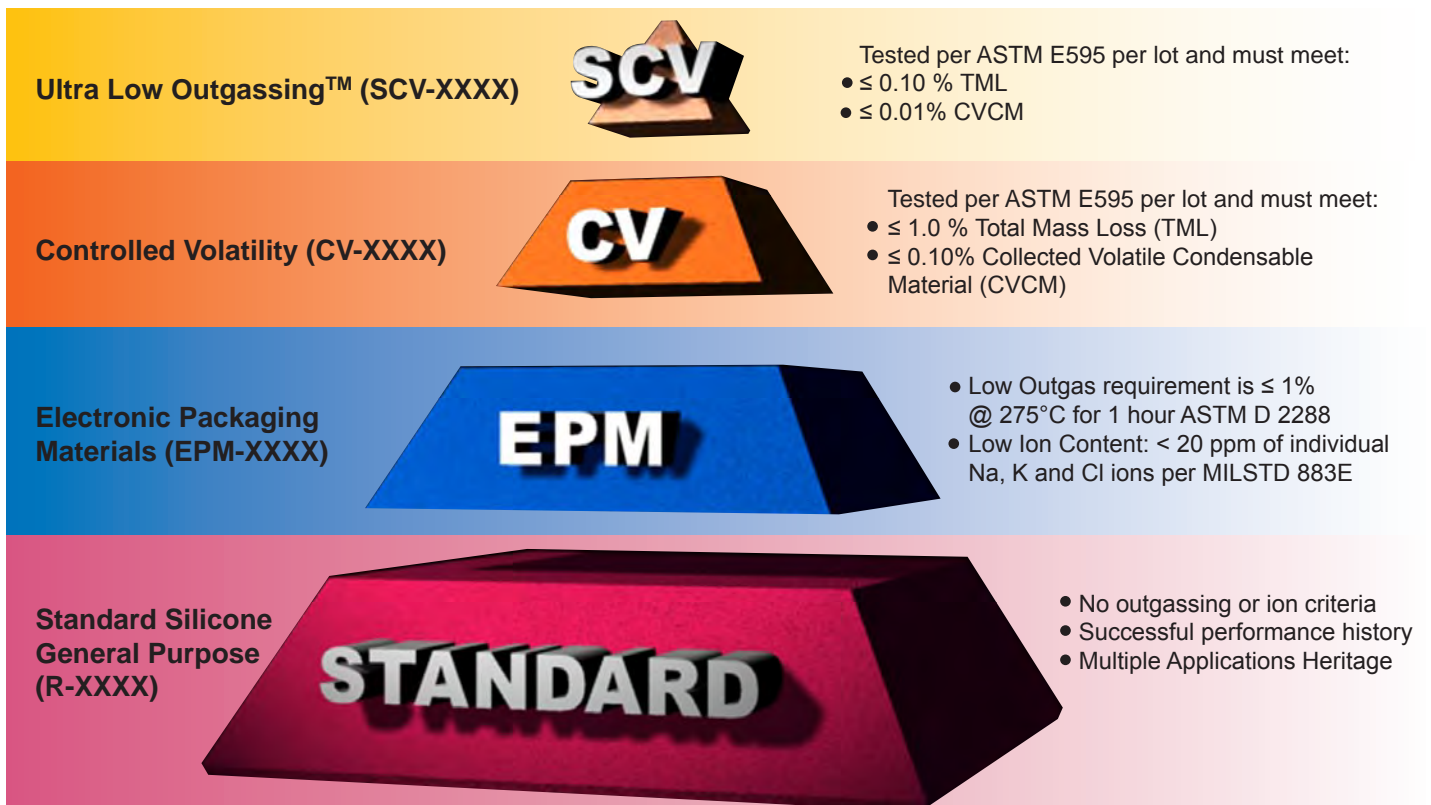 Ultra Low Outgassing™ (SCV-XXXX)
SCV
Tested per ASTM E595 per lot and must meet:
● ≤ 0.10 % TML
● ≤ 0.01% CVCM
Controlled Volatility (CV-XXXX)
CV
Tested per ASTM E595 per lot and must meet:
● ≤ 1.0 % Total Mass Loss (TML)
● ≤ 0.10% Collected Volatile Condensable
Material (CVCM)
Electronic Packaging
Materials (EPM-XXXX)
EPM
● Low Outgas requirement is ≤ 1%
@ 275°C for 1 hour ASTM D 2288
● Low Ion Content: < 20 ppm of individual
Na, K and Cl ions per MILSTD 883E
Standard Silicone
General Purpose
(R-XXXX)
STANDARD
● No outgassing or ion criteria
● Successful performance history
● Multiple Applications Heritage